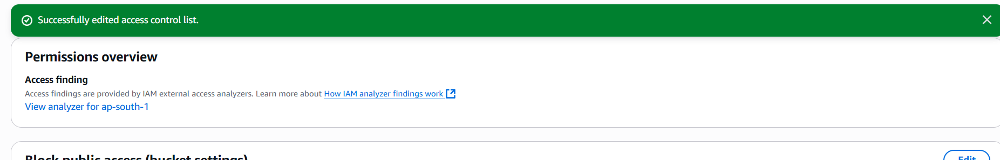 Successfully edited access control list.
Permissions overview
Access finding
Access findings are provided by IAM external access analyzers. Learn more about How IAM analyzer findings work
View analyzer for ap-south-1
Block public access (bucket settings)
Edit